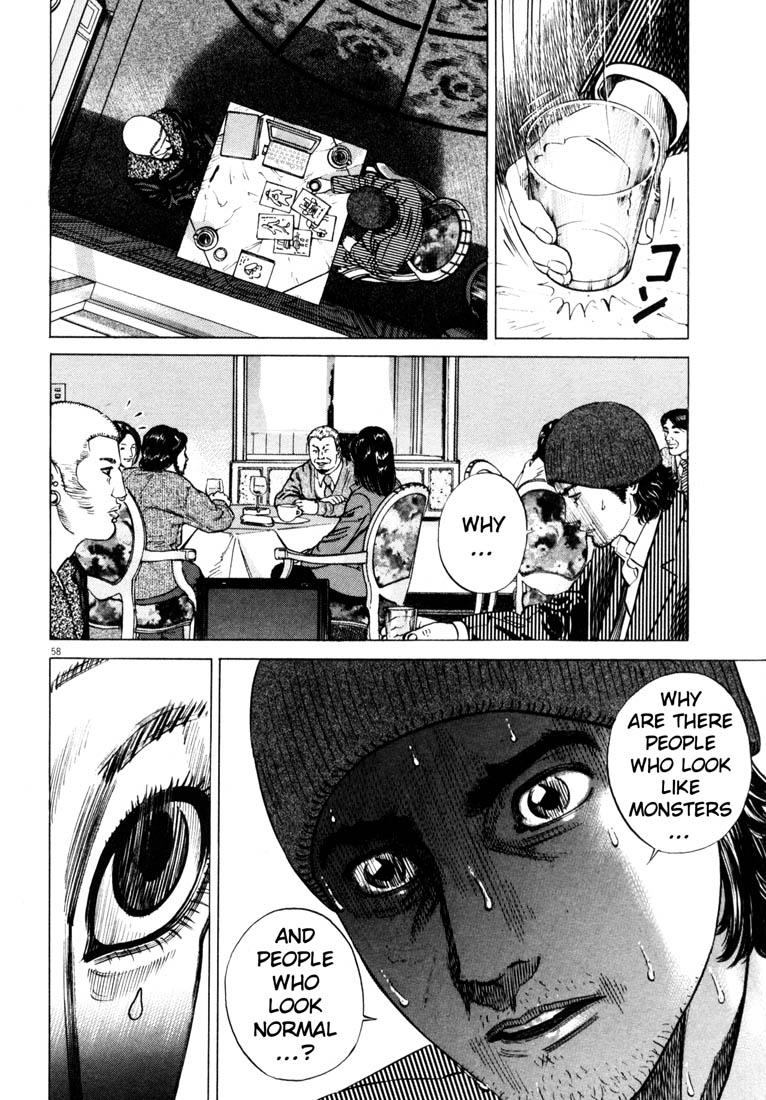 コン
WHY
...
58
WHY
ARE THERE
PEOPLE
WHO LOOK
LIKE
MONSTERS
...
AND
PEOPLE
WHO
LOOK
NORMAL
...?